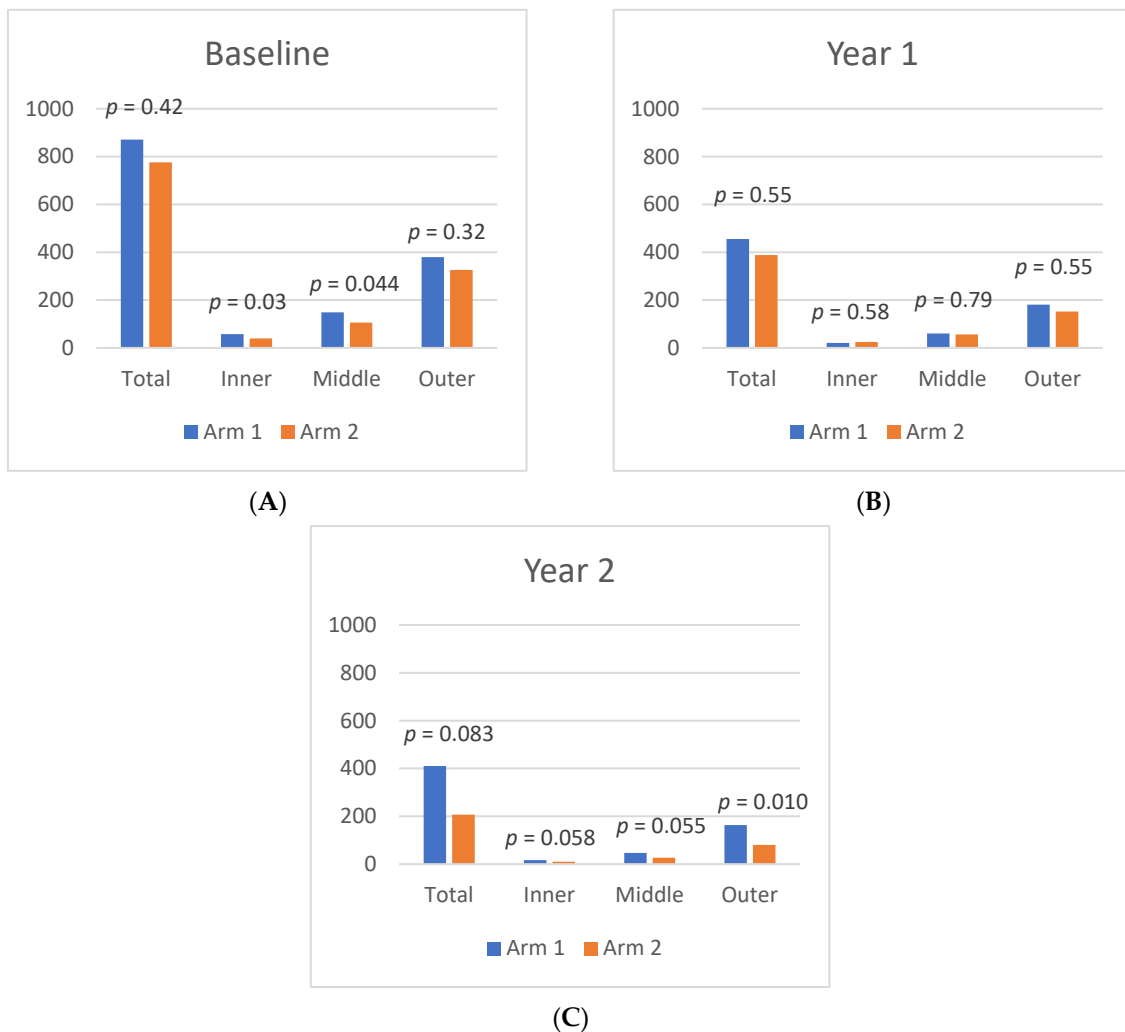 Baseline
p = 0.42
1000
800
600
p = 0.32
400
p = 0.044
p = 0.03
200
0
Total Inner Middle Outer
Arm 1 Arm 2
(A)
Year 1
1000
800
p = 0.55
600
400
p = 0.55
p = 0.79
p = 0.58
200
0
Total Inner Middle Outer
Arm 1 Arm 2
(B)
Year 2
1000
800
600
p = 0.083
400
p = 0.010
200
p = 0.055
p = 0.058
0
Total Inner Middle Outer
Arm 1 Arm 2
(C)